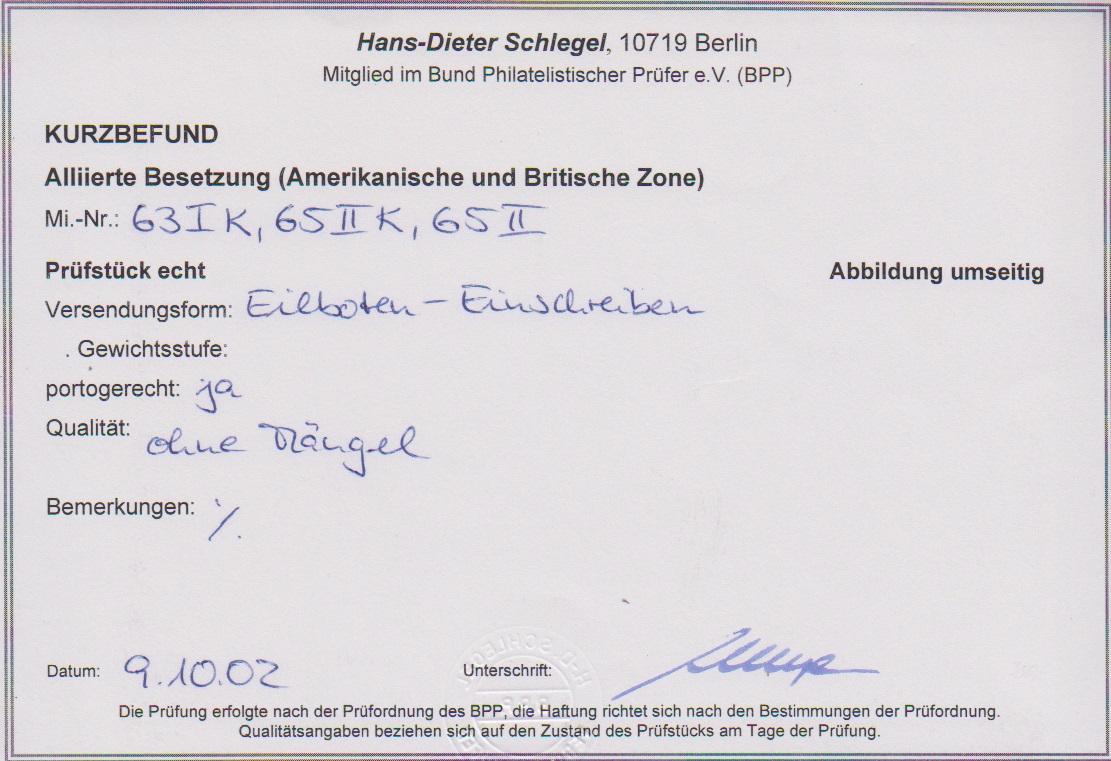 Hans-Dieter Schlegel, 10719 Berlin
Mitglied im Bund Philatelistischer Prüfer e.V. (BPP)
KURZBEFUND
Alliierte Besetzung (Amerikanische und Britische Zone)
Mi.-Nr.: 63 I K, 65 II K, 65 II
Prüfstück echt
Abbildung umseitig
Versendungsform: Eilboten – Einschreiben
. Gewichtsstufe:
portogerecht: ja
Qualität: ohne Mängel
Bemerkungen: ·/.
Datum: 9.10.02
Unterschrift:
Die Prüfung erfolgte nach der Prüfordnung des BPP, die Haftung richtet sich nach den Bestimmungen der Prüfordnung.
Qualitätsangaben beziehen sich auf den Zustand des Prüfstücks am Tage der Prüfung.